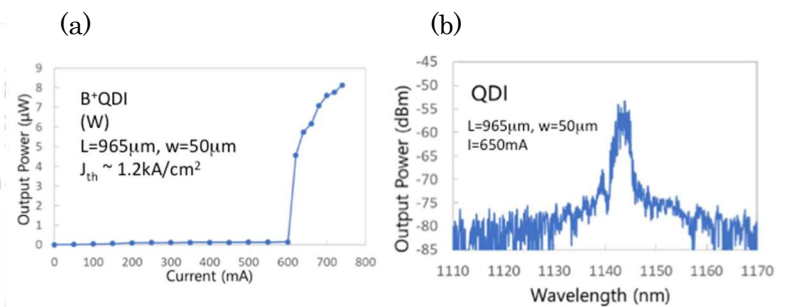 (a)
(b)
B⁺QDI
(W)
L=965μm, w=50μm
Jth ~ 1.2kA/cm²
Output Power (μW)
9
8
7
6
5
4
3
2
1
0
0 100 200 300 400 500 600 700 800
Current (mA)
QDI
L=965μm, w=50μm
I=650mA
Output Power (dBm)
-45
-50
-55
-60
-65
-70
-75
-80
-85
1110 1120 1130 1140 1150 1160 1170
Wavelength (nm)